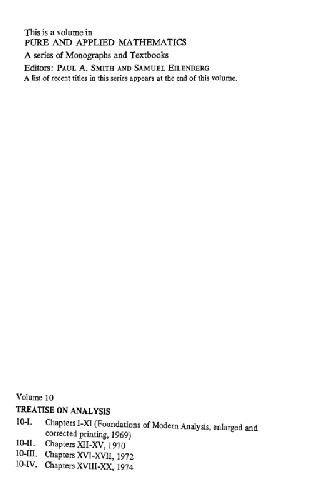 This is a volume in
PURE AND APPLIED MATHEMATICS
A series of Monographs and Textbooks
Editors: PAUL A. SMITH AND SAMUEL EILENBERG
A list of recent titles in this series appears at the end of this volume.
Volume 10
TREATISE ON ANALYSIS
10-I. Chapters I-XI (Foundations of Modern Analysis, enlarged and
corrected printing, 1969)
10-II. Chapters XII-XV, 1970
10-III. Chapters XVI-XVII, 1972
10-IV. Chapters XVIII-XX, 1974